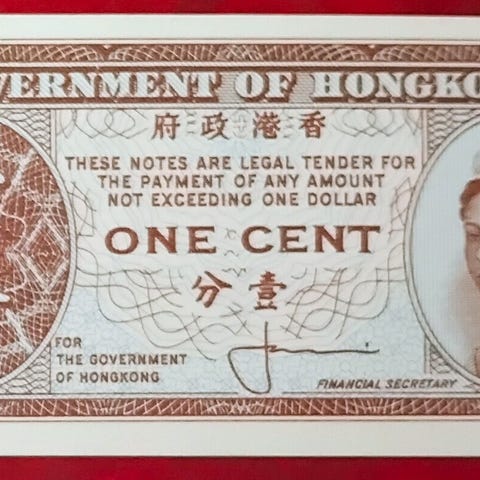 VERNMENT OF HONGKO
府政港香
THESE NOTES ARE LEGAL TENDER FOR
THE PAYMENT OF ANY AMOUNT
NOT EXCEEDING ONE DOLLAR
ONE CENT
分壹
FOR
THE GOVERNMENT
OF HONGKONG
FINANCIAL SECRETARY